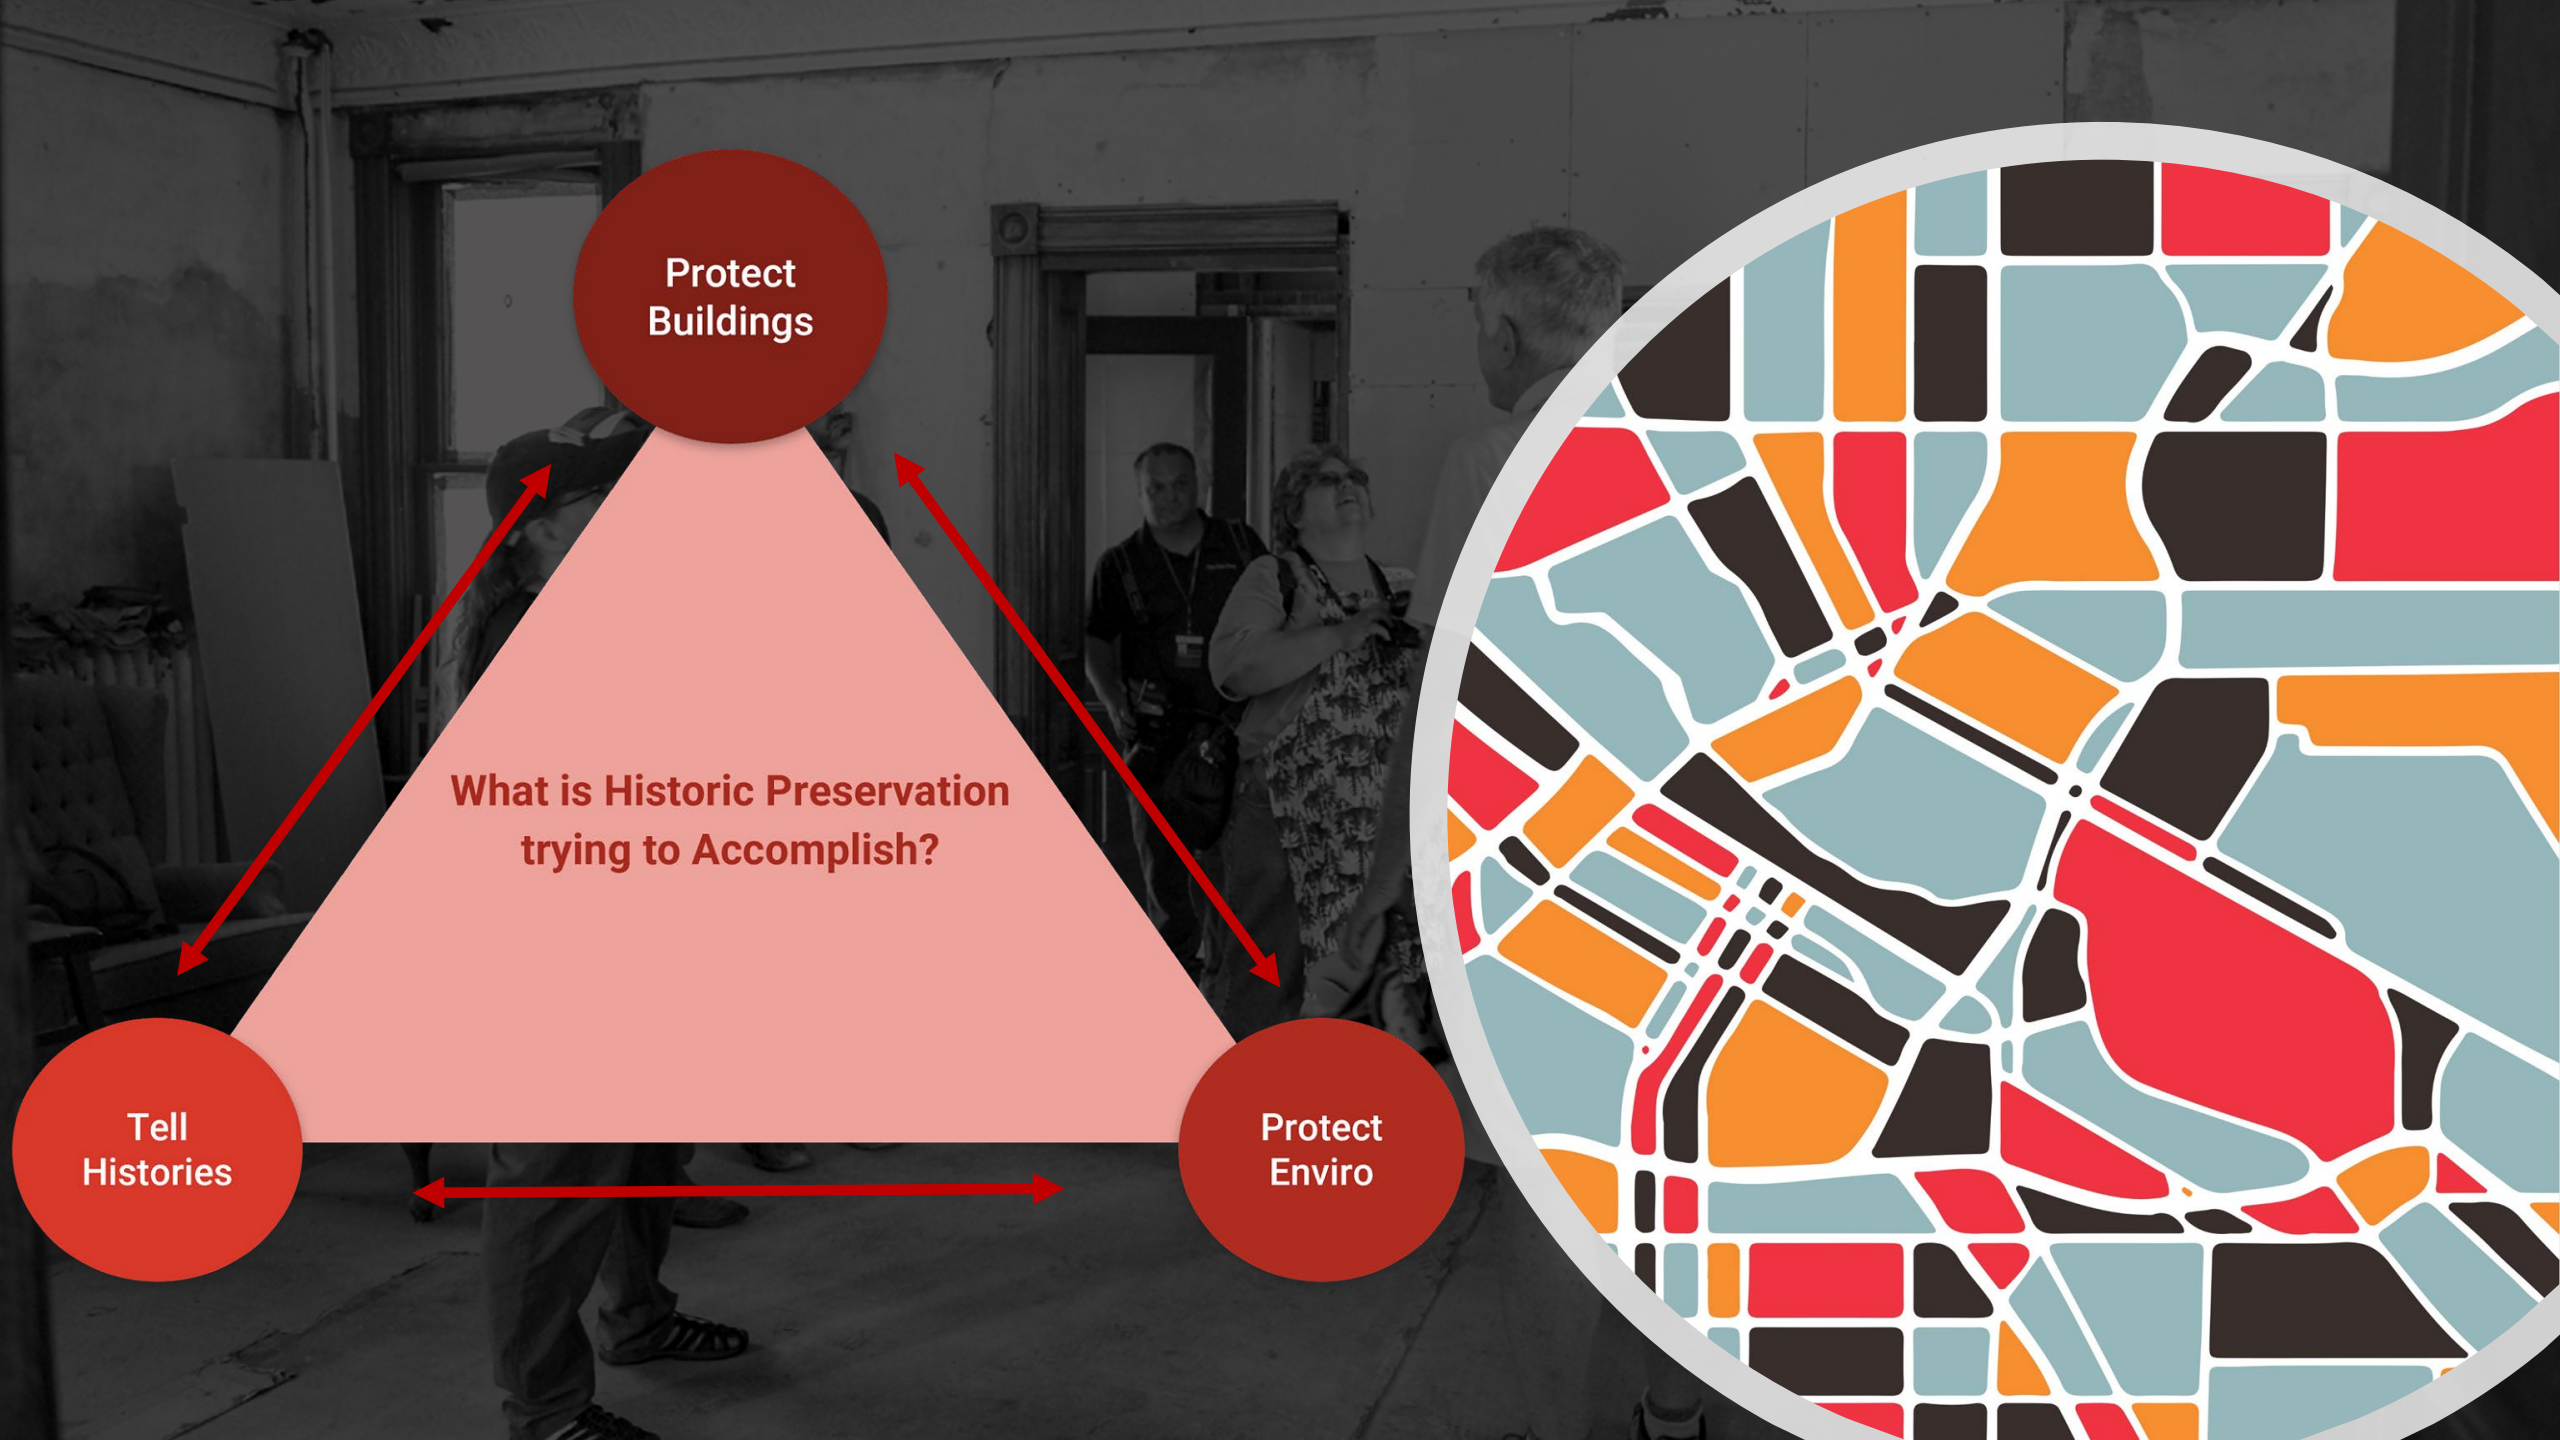 Protect
Buildings
What is Historic Preservation
trying to Accomplish?
Tell
Histories
Protect
Enviro